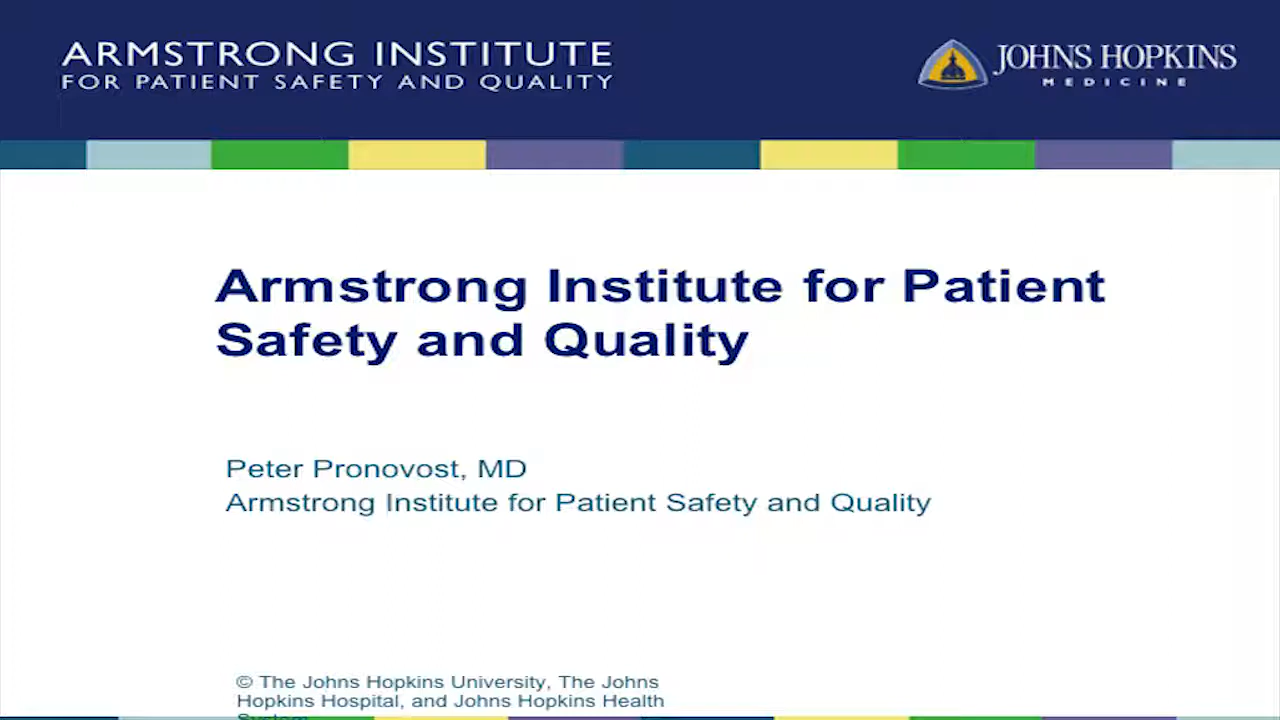 ARMSTRONG INSTITUTE
FOR PATIENT SAFETY AND QUALITY
JOHNS HOPKINS
MEDICINE
Armstrong Institute for Patient
Safety and Quality
Peter Pronovost, MD
Armstrong Institute for Patient Safety and Quality
© The Johns Hopkins University, The Johns
Hopkins Hospital, and Johns Hopkins Health
System